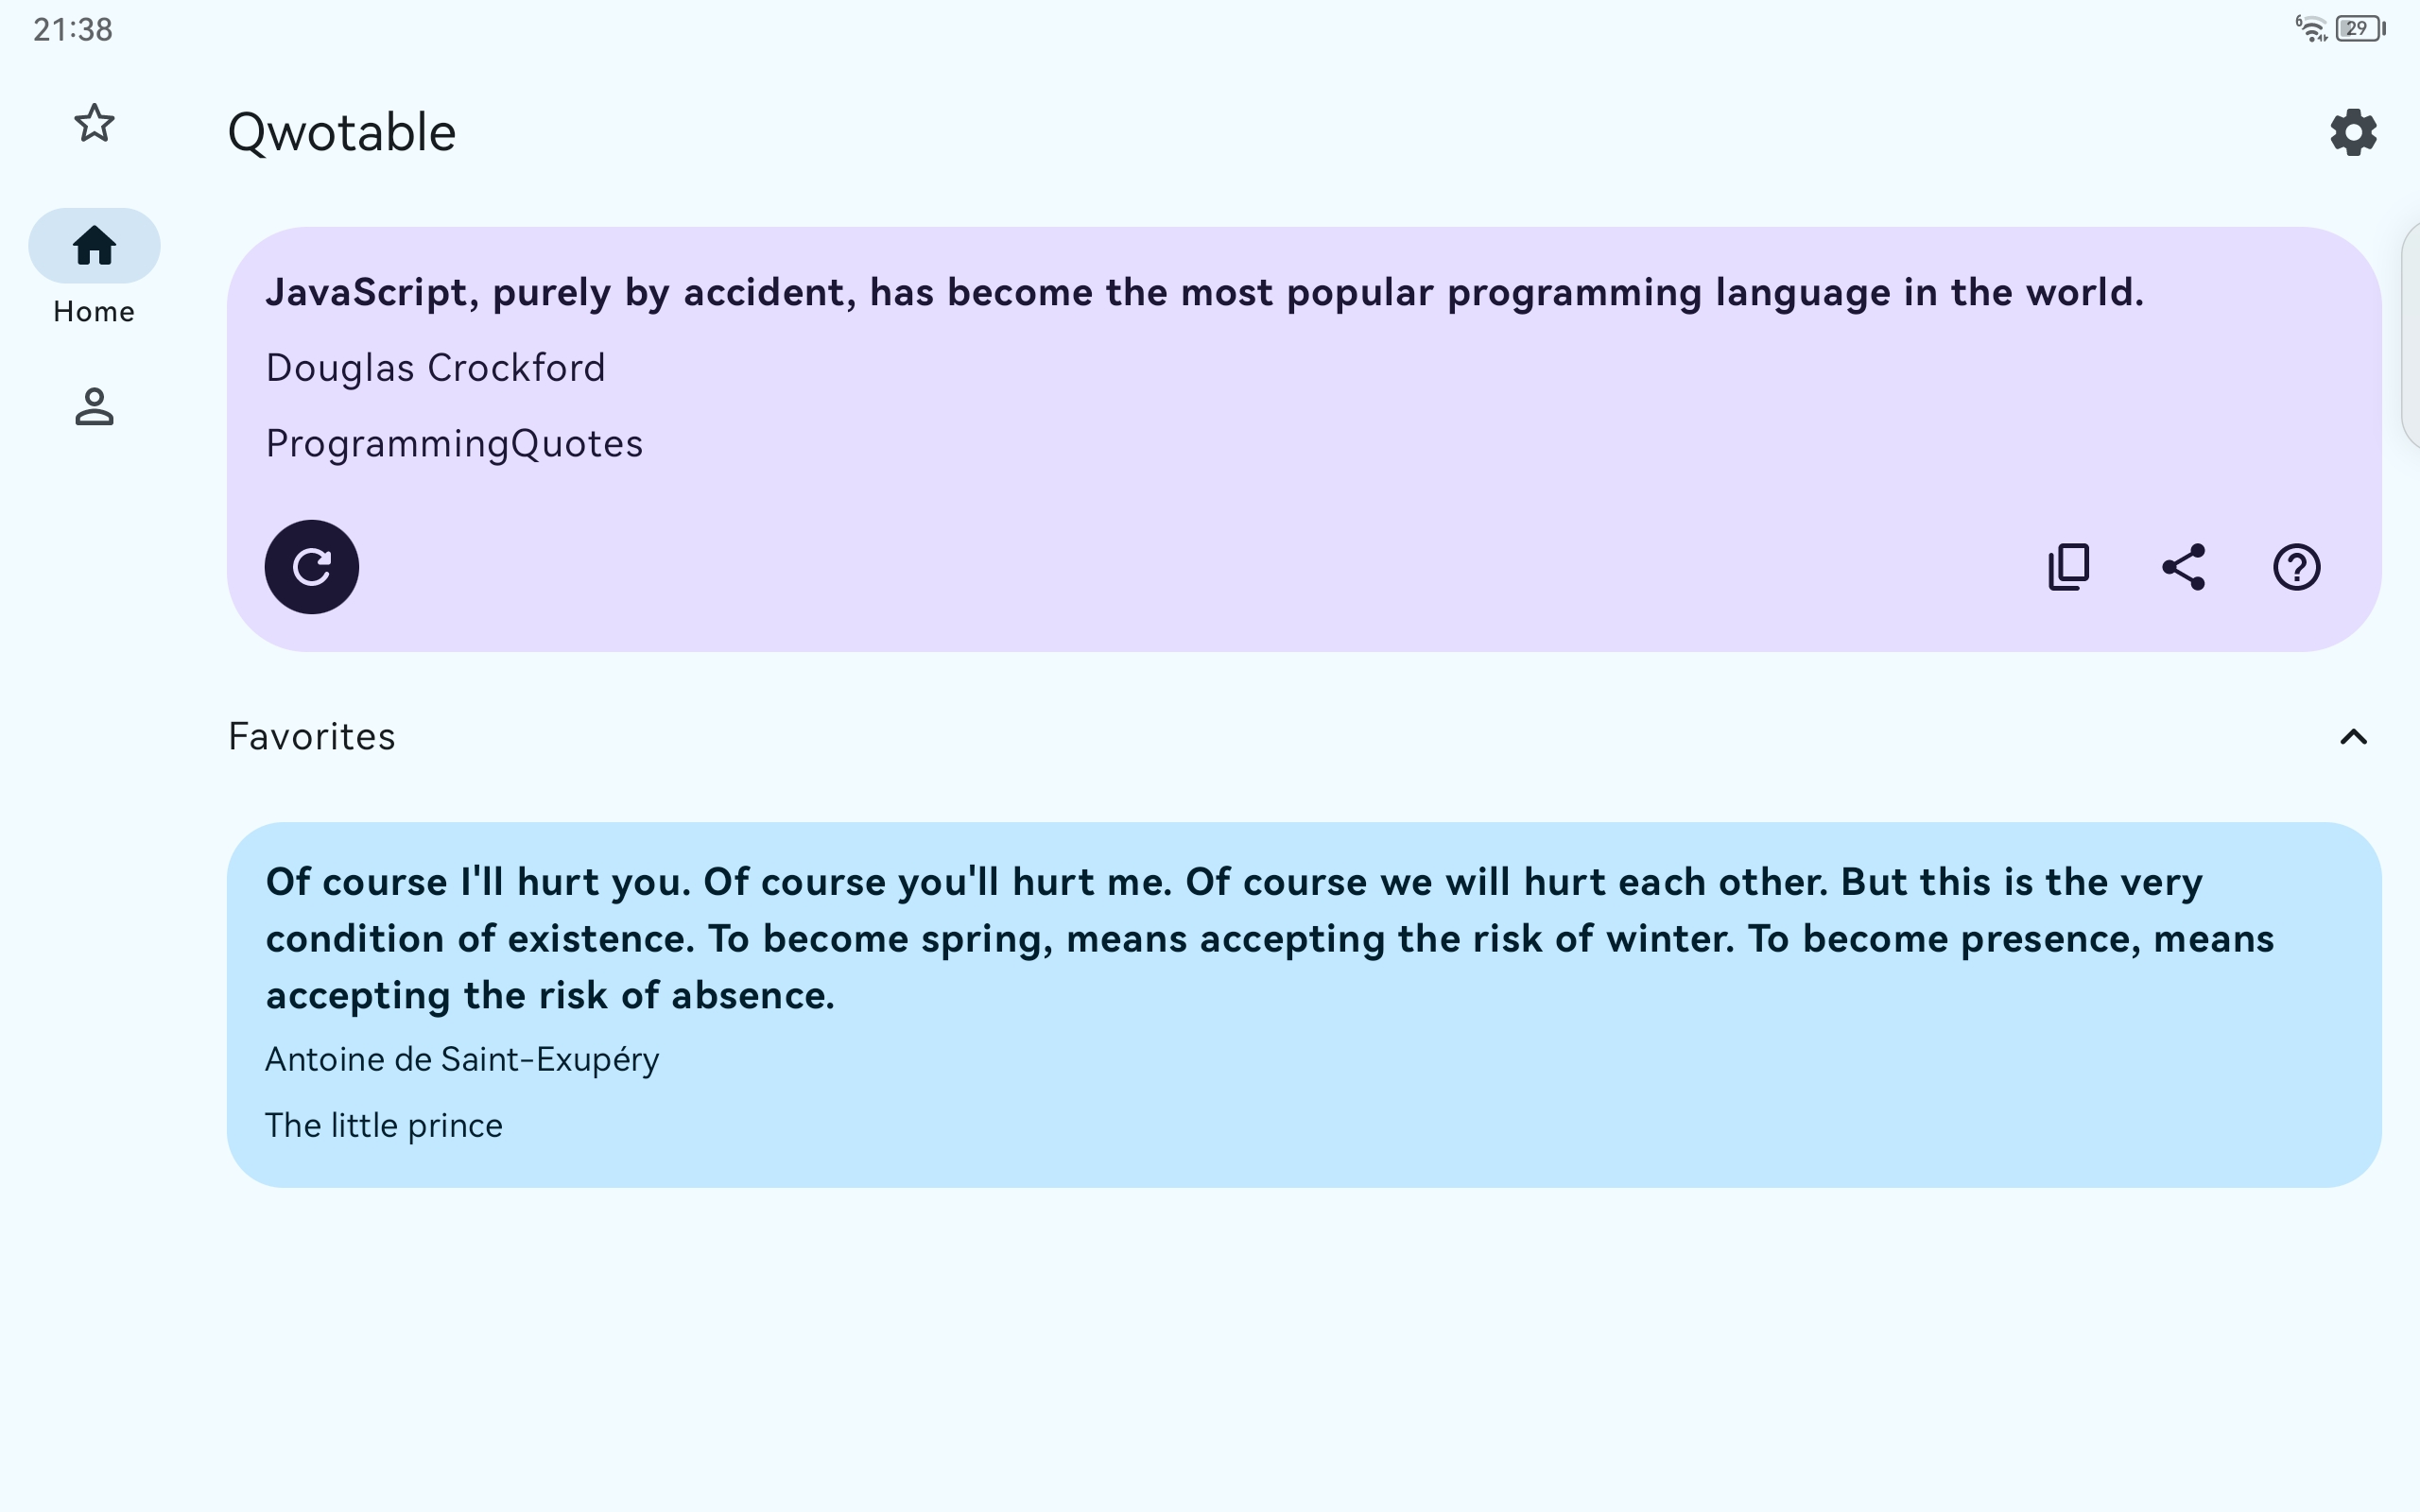 21:38
6
29
Qwotable
Home
JavaScript, purely by accident, has become the most popular programming language in the world.
Douglas Crockford
ProgrammingQuotes
Favorites
Of course I'll hurt you. Of course you'll hurt me. Of course we will hurt each other. But this is the very
condition of existence. To become spring, means accepting the risk of winter. To become presence, means
accepting the risk of absence.
Antoine de Saint-Exupéry
The little prince